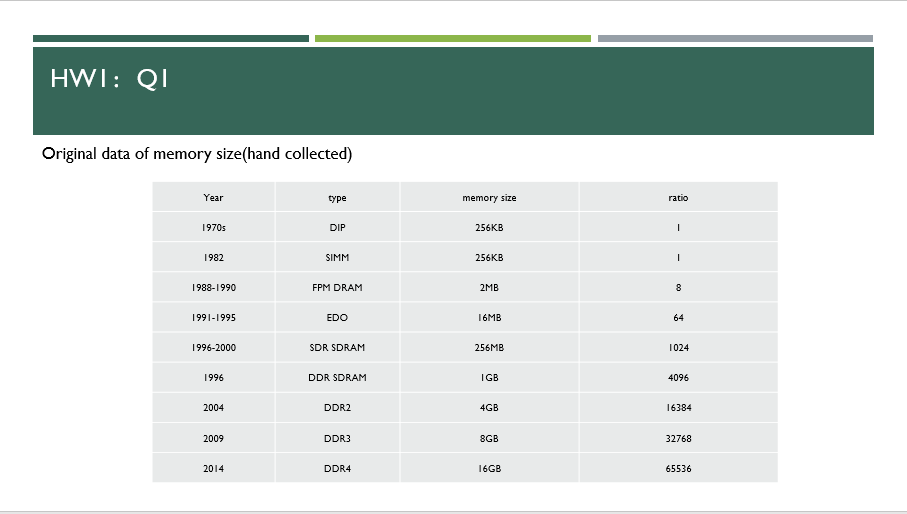 HW1: Q1
Original data of memory size(hand collected)
Year type memory size ratio
1970s DIP 256KB 1
1982 SIMM 256KB 1
1988-1990 FPM DRAM 2MB 8
1991-1995 EDO 16MB 64
1996-2000 SDR SDRAM 256MB 1024
1996 DDR SDRAM 1GB 4096
2004 DDR2 4GB 16384
2009 DDR3 8GB 32768
2014 DDR4 16GB 65536